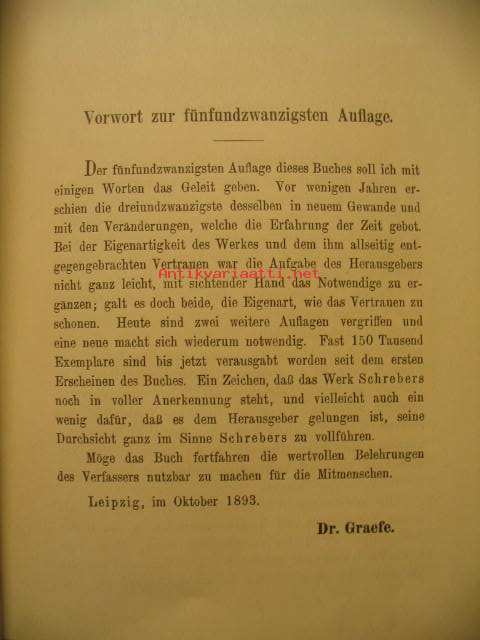 Vorwort zur fünfundzwanzigsten Auflage.
Der fünfundzwanzigsten Auflage dieses Buches soll ich mit
einigen Worten das Geleit geben. Vor wenigen Jahren er-
schien die dreiundzwanzigste desselben in neuem Gewande und
mit den Veränderungen, welche die Erfahrung der Zeit gebot.
Bei der Eigenartigkeit des Werkes und dem ihm allseitig ent-
gegengebrachten Vertrauen war die Aufgabe des Herausgebers
Antikvariaatti.net
nicht ganz leicht, mit sichtender Hand das Notwendige zu er-
gänzen; galt es doch beide, die Eigenart, wie das Vertrauen zu
schonen. Heute sind zwei weitere Auflagen vergriffen und
eine neue macht sich wiederum notwendig. Fast 150 Tausend
Exemplare sind bis jetzt verausgabt worden seit dem ersten
Erscheinen des Buches. Ein Zeichen, daß das Werk Schrebers
noch in voller Anerkennung steht, und vielleicht auch ein
wenig dafür, daß es dem Herausgeber gelungen ist, seine
Durchsicht ganz im Sinne Schrebers zu vollführen.
Möge das Buch fortfahren die wertvollen Belehrungen
des Verfassers nutzbar zu machen für die Mitmenschen.
Leipzig, im Oktober 1893.
Dr. Graefe.